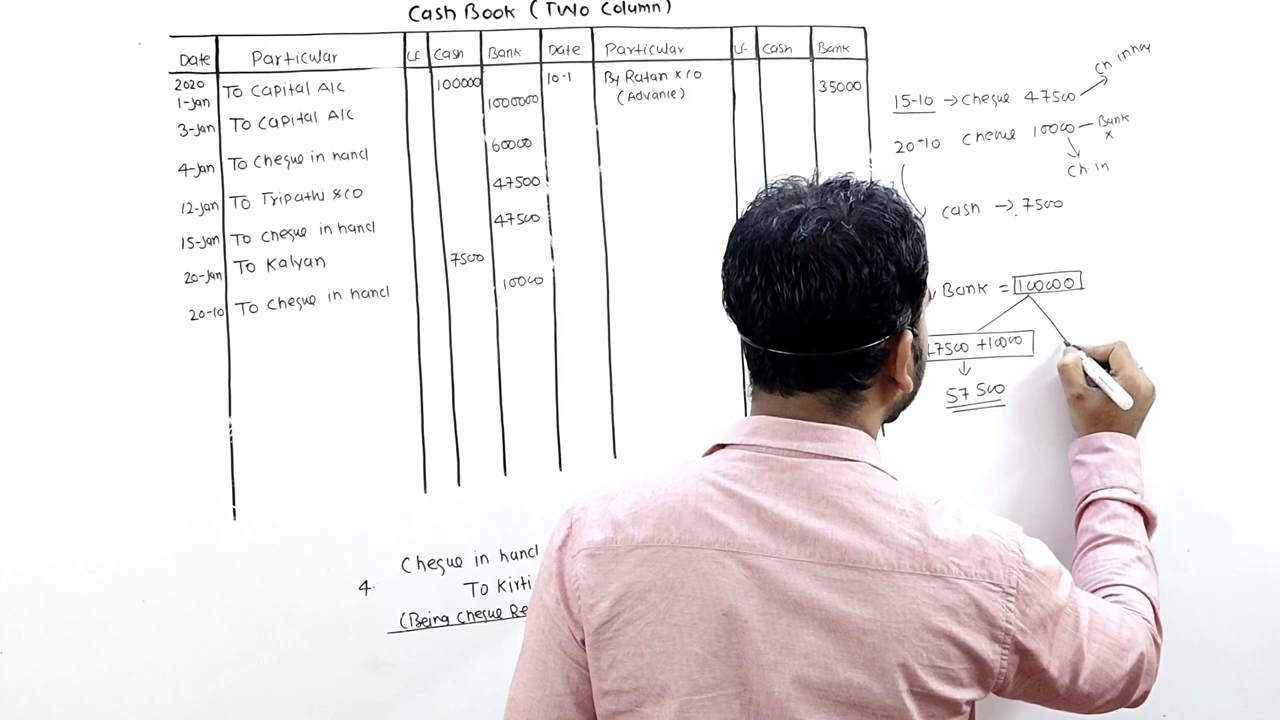 Cash Book (Two Column)
Date Particular LF Cash Bank Date Particular LF Cash Bank
2020
1-Jan To Capital A/c 100000 10-1 By Ratan & Co 35000
(Advance)
3-Jan To Capital A/c 1000000
4-Jan To Cheque in hand 60000
12-Jan To Tripathi & Co 47500
15-Jan To Cheque in hand 47500
20-Jan To Kalyan 7500
20-10 To Cheque in hand 10000
15-10 → Cheque 47500
20-10 Cheque 10000 — Bank
x
Ch. in
Cash → 7500
Bank = 100000
7500 + 10000
57500
Cheque in hand
4. To Kirti
(Being Cheque Re